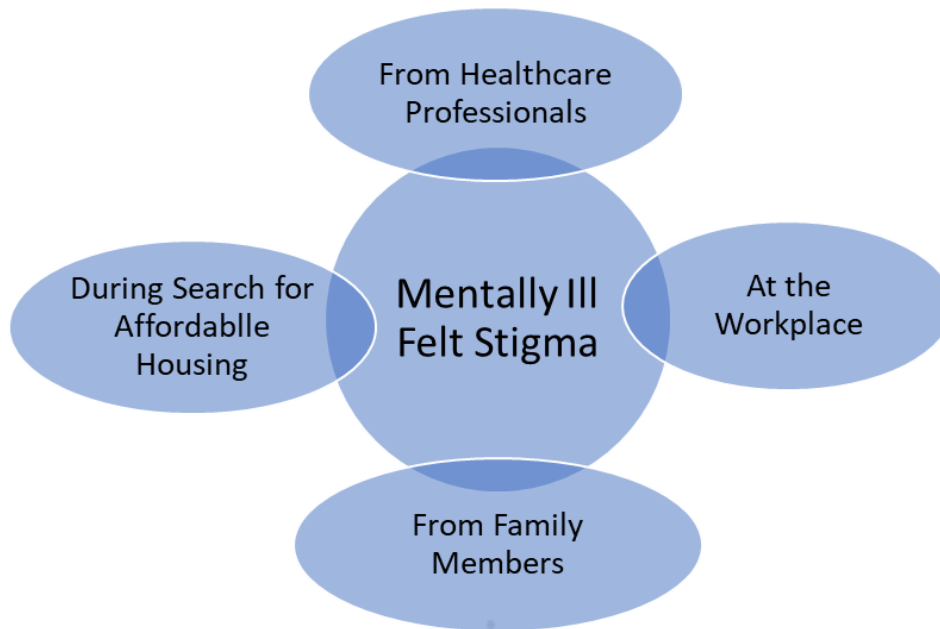 From Healthcare
Professionals
During Search for
Affordablle
Housing
Mentally Ill
Felt Stigma
At the
Workplace
From Family
Members